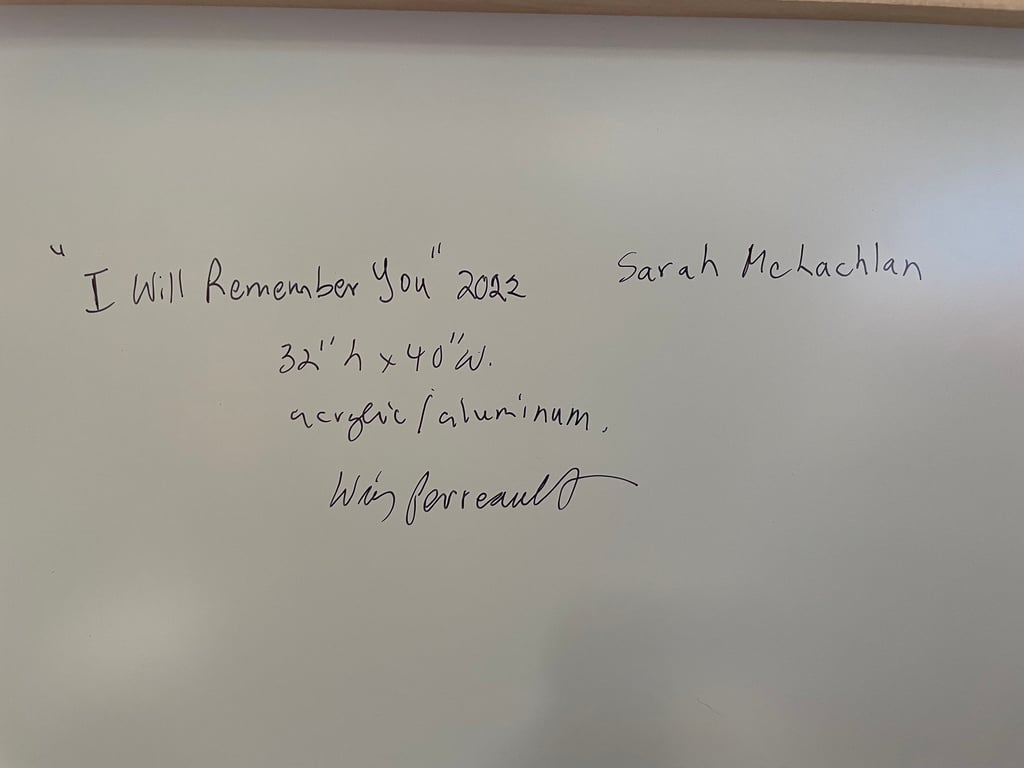 "I Will Remember You" 2022 Sarah McLachlan
32"h x 40"w.
acrylic/aluminum.
Perreault